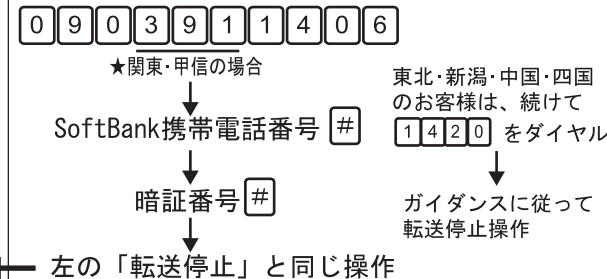 09039111406
★関東・甲信の場合
SoftBank携帯電話番号 #
暗証番号 #
左の「転送停止」と同じ操作
東北・新潟・中国・四国
のお客様は、続けて
1420 をダイヤル
ガイダンスに従って
転送停止操作